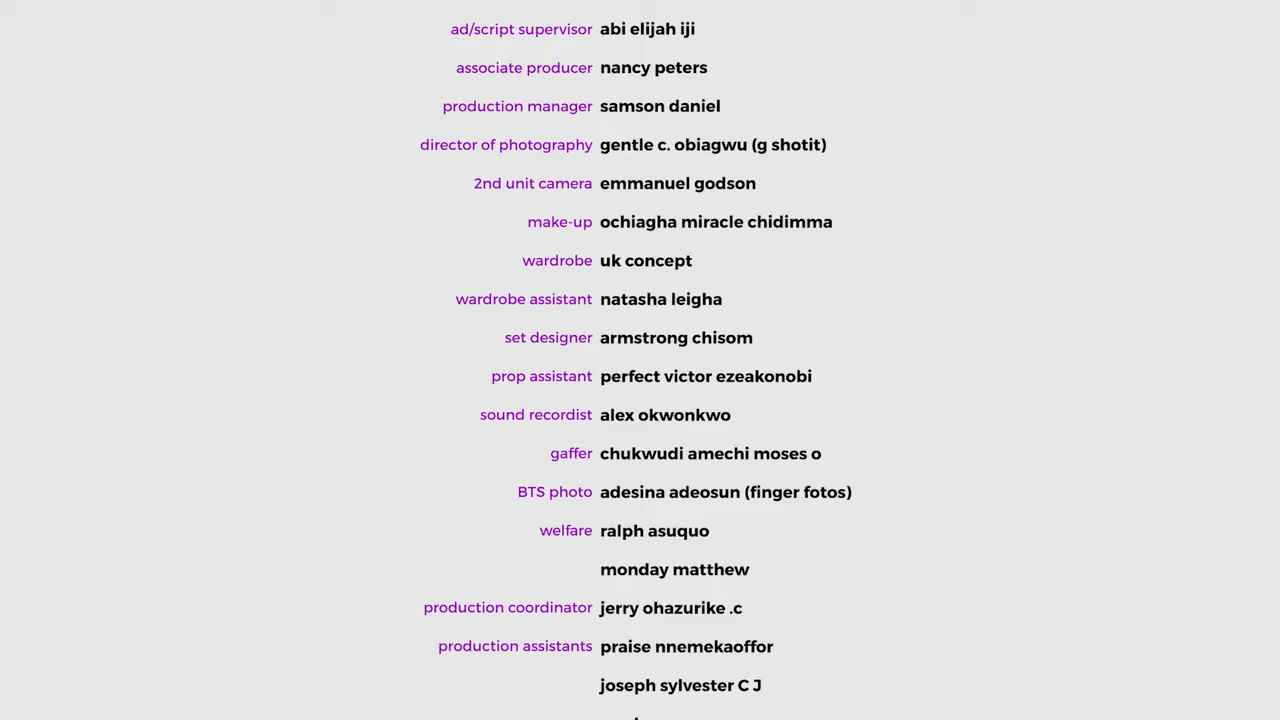 ad/script supervisor abi elijah iji
associate producer nancy peters
production manager samson daniel
director of photography gentle c. obiagwu (g shotit)
2nd unit camera emmanuel godson
make-up ochiagha miracle chidimma
wardrobe uk concept
wardrobe assistant natasha leigha
set designer armstrong chisom
prop assistant perfect victor ezeakonobi
sound recordist alex okwonkwo
gaffer chukwudi amechi moses o
BTS photo adesina adeosun (finger fotos)
welfare ralph asuquo
monday matthew
production coordinator jerry ohazurike .c
production assistants praise nnemekaoffor
joseph sylvester C J